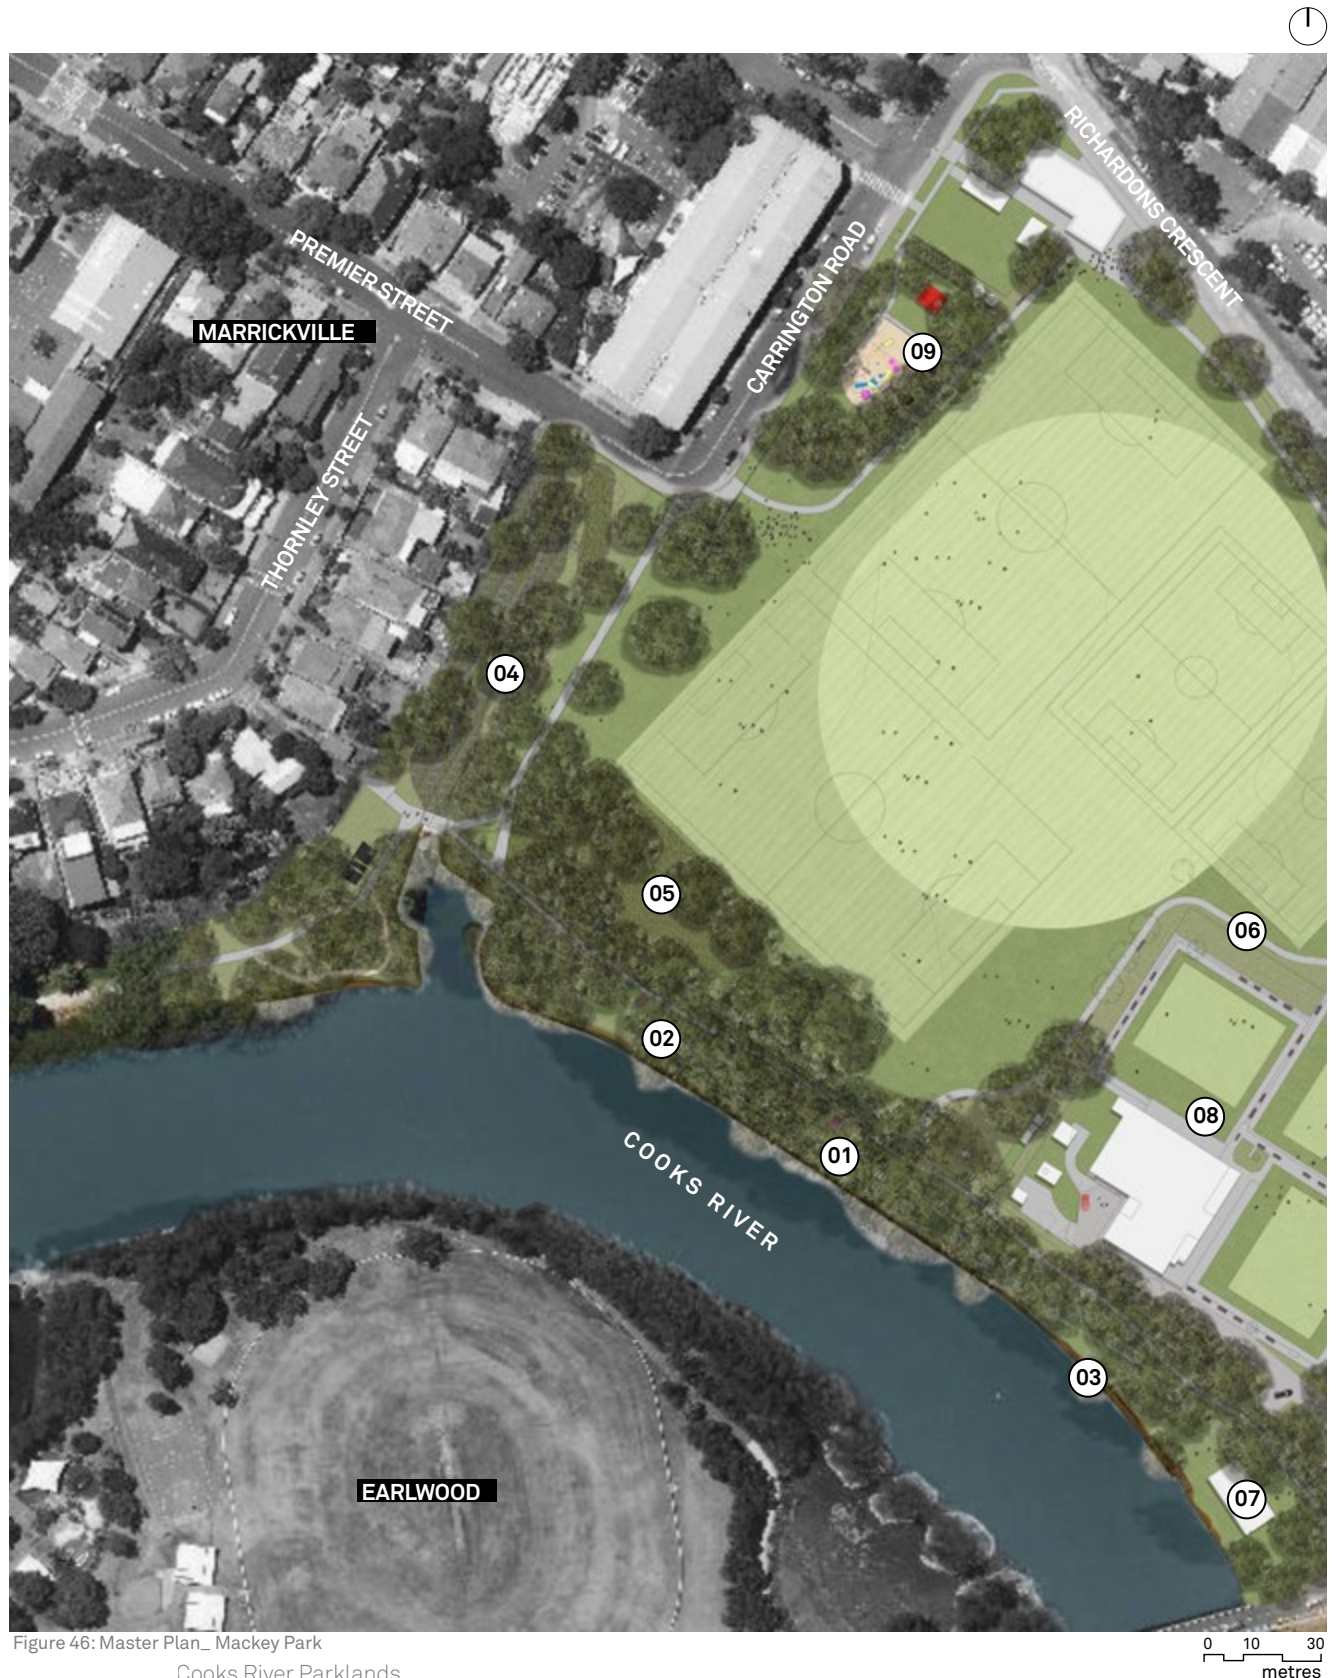 RICHARDONS CRESCENT
PREMIER STREET
CARRINGTON ROAD
MARRICKVILLE
09
THORNLEY STREET
04
05
06
02
08
01
COOKS RIVER
03
EARLWOOD
07
Figure 46: Master Plan_ Mackey Park
0 10 30
metres
Cooks River Parklands